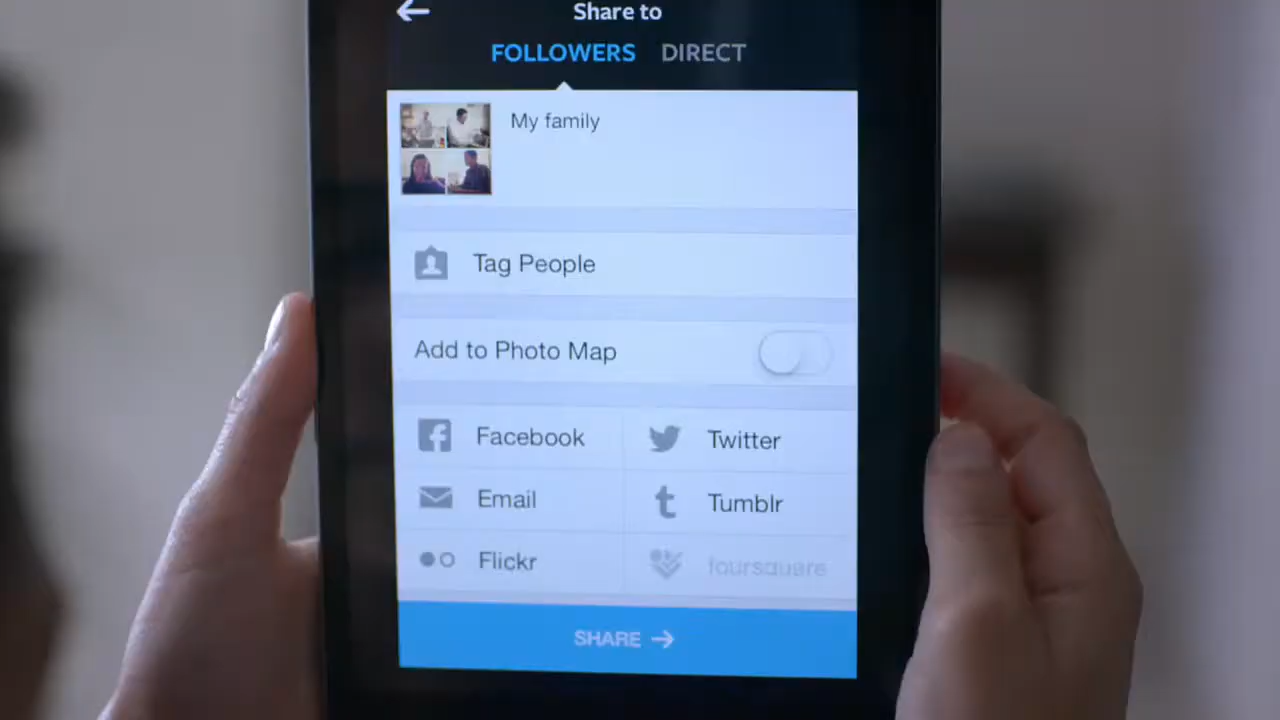 Share to
FOLLOWERS DIRECT
My family
Tag People
Add to Photo Map
Facebook Twitter
Email Tumblr
Flickr foursquare
SHARE →